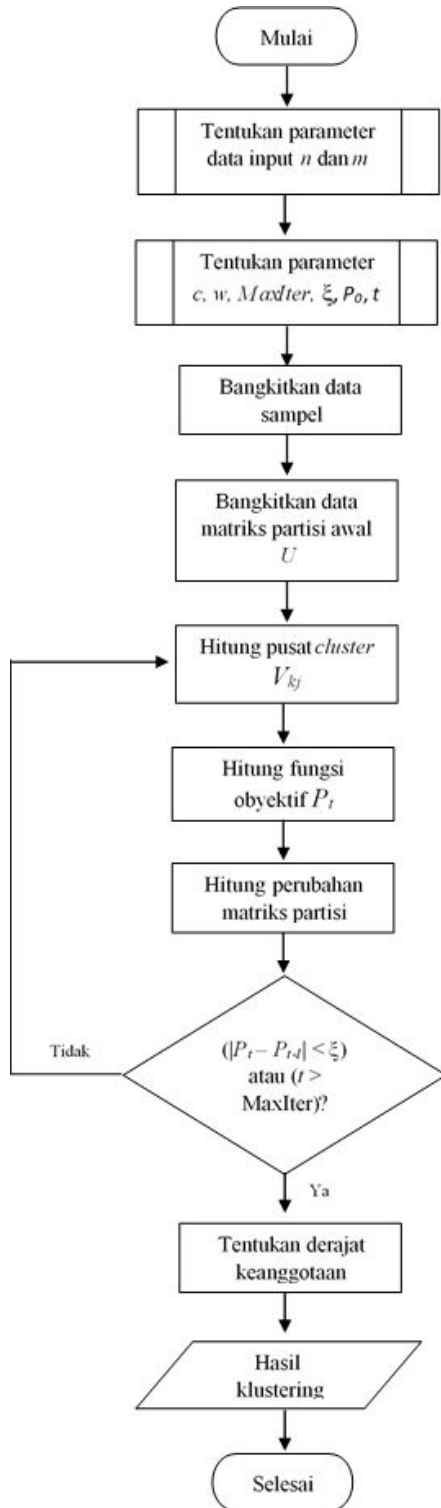 Mulai
Tentukan parameter
data input n dan m
Tentukan parameter
c, w, MaxIter, ξ, P₀, t
Bangkitkan data
sampel
Bangkitkan data
matriks partisi awal
U
Hitung pusat cluster
Vₖⱼ
Hitung fungsi
obyektif Pₜ
Hitung perubahan
matriks partisi
Tidak
(|Pₜ – Pₜ₋₁| < ξ)
atau (t >
MaxIter)?
Ya
Tentukan derajat
keanggotaan
Hasil
klustering
Selesai